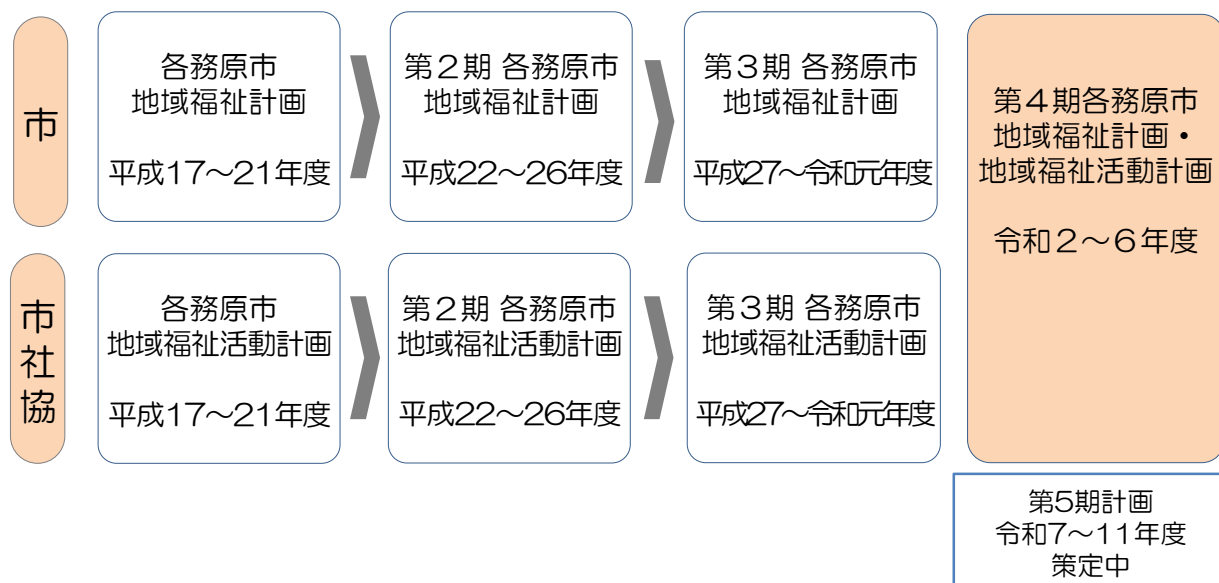 市
各務原市
地域福祉計画
平成17～21年度
第２期 各務原市
地域福祉計画
平成22～26年度
第３期 各務原市
地域福祉計画
平成27～令和元年度
市社協
各務原市
地域福祉活動計画
平成17～21年度
第２期 各務原市
地域福祉活動計画
平成22～26年度
第３期 各務原市
地域福祉活動計画
平成27～令和元年度
第４期各務原市
地域福祉計画・
地域福祉活動計画
令和２～６年度
第5期計画
令和7～11年度
策定中